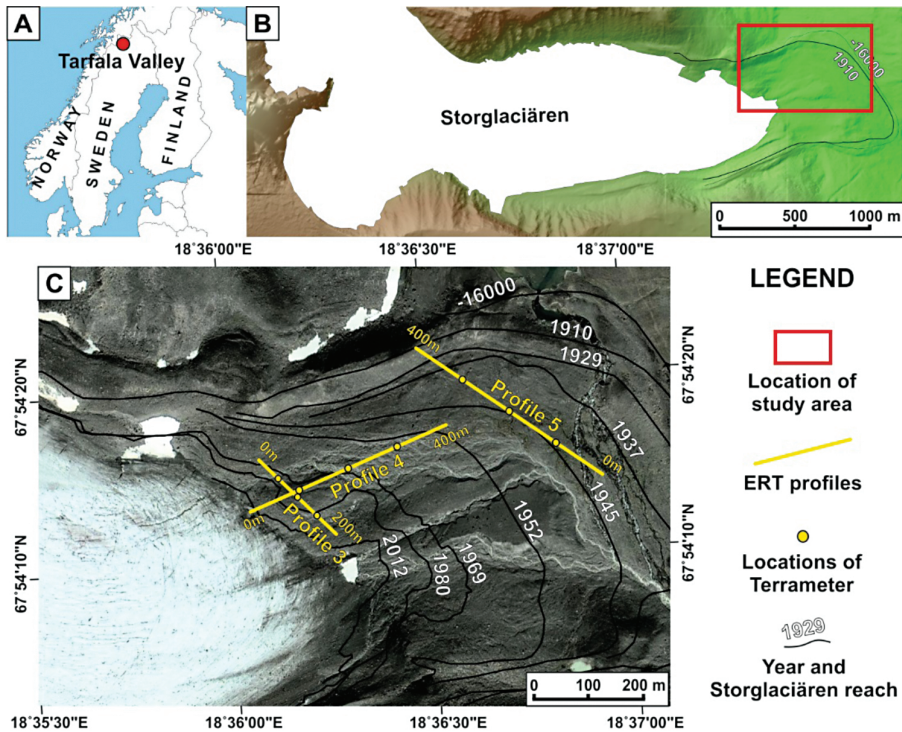 A
Tarfala Valley
NORWAY
SWEDEN
FINLAND
B
Storglaciären
-16000
1910
0 500 1000 m
18°36'00"E 18°36'30"E 18°37'00"E
C
67°54'20"N
67°54'10"N
67°54'20"N
67°54'10"N
-16000
1910
1929
1937
1945
1952
1969
1980
2012
400m
Profile 5
0m
0m
Profile 4
400m
0m
Profile 3
200m
0 100 200 m
18°35'30"E 18°36'00"E 18°36'30"E 18°37'00"E
LEGEND
Location of
study area
ERT profiles
Locations of
Terrameter
1929
Year and
Storglaciären reach